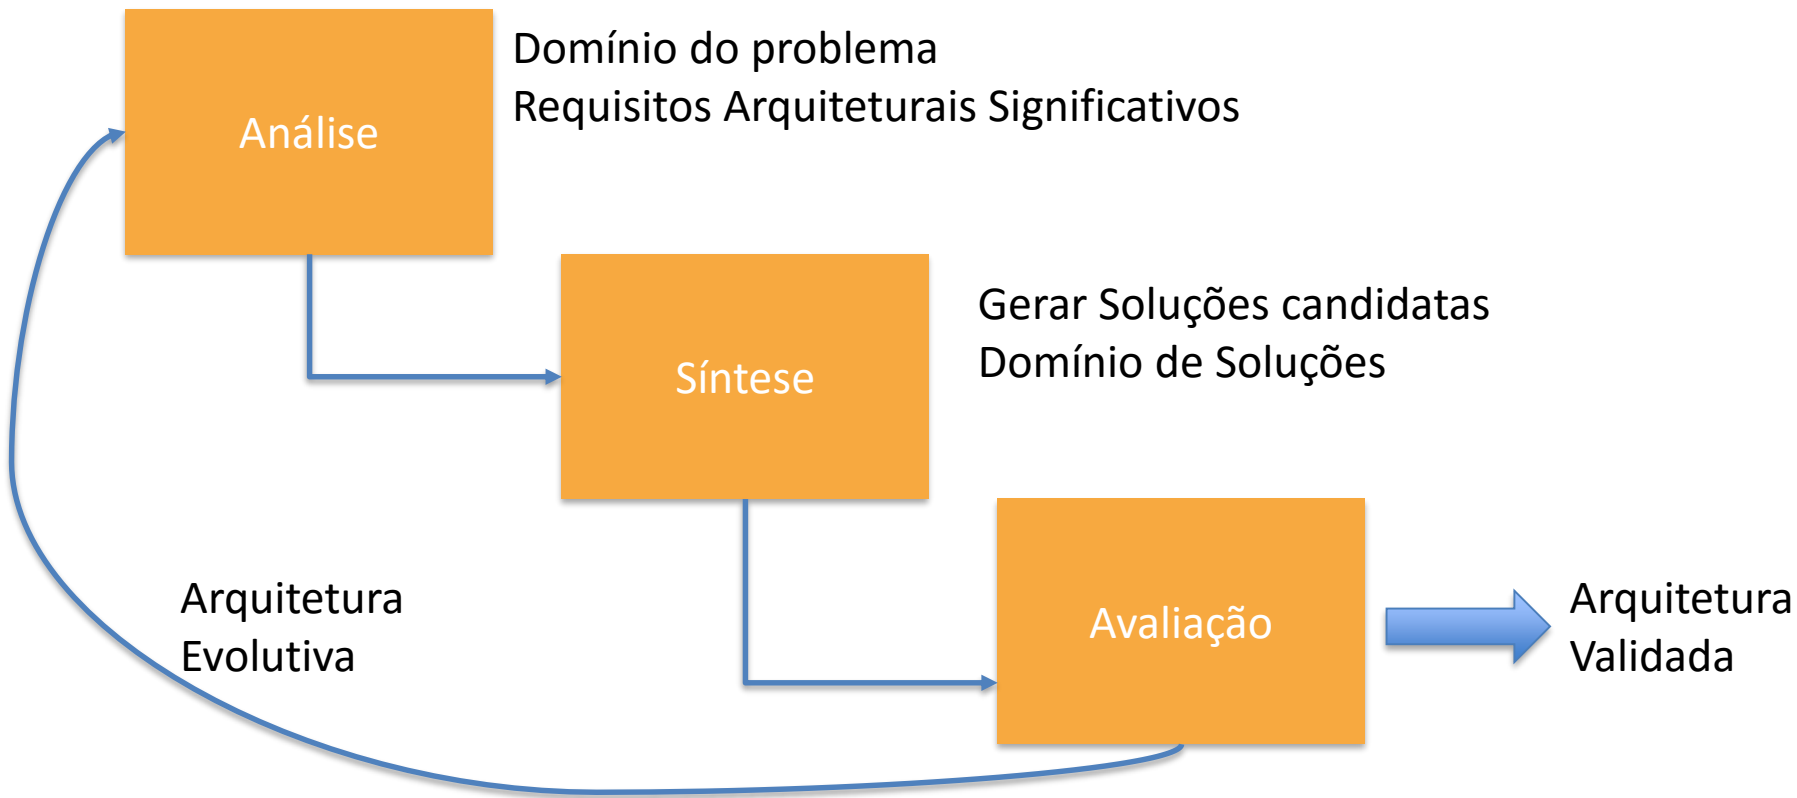 Domínio do problema
Requisitos Arquiteturais Significativos
Análise
Gerar Soluções candidatas
Domínio de Soluções
Síntese
Arquitetura
Evolutiva
Avaliação
Arquitetura
Validada